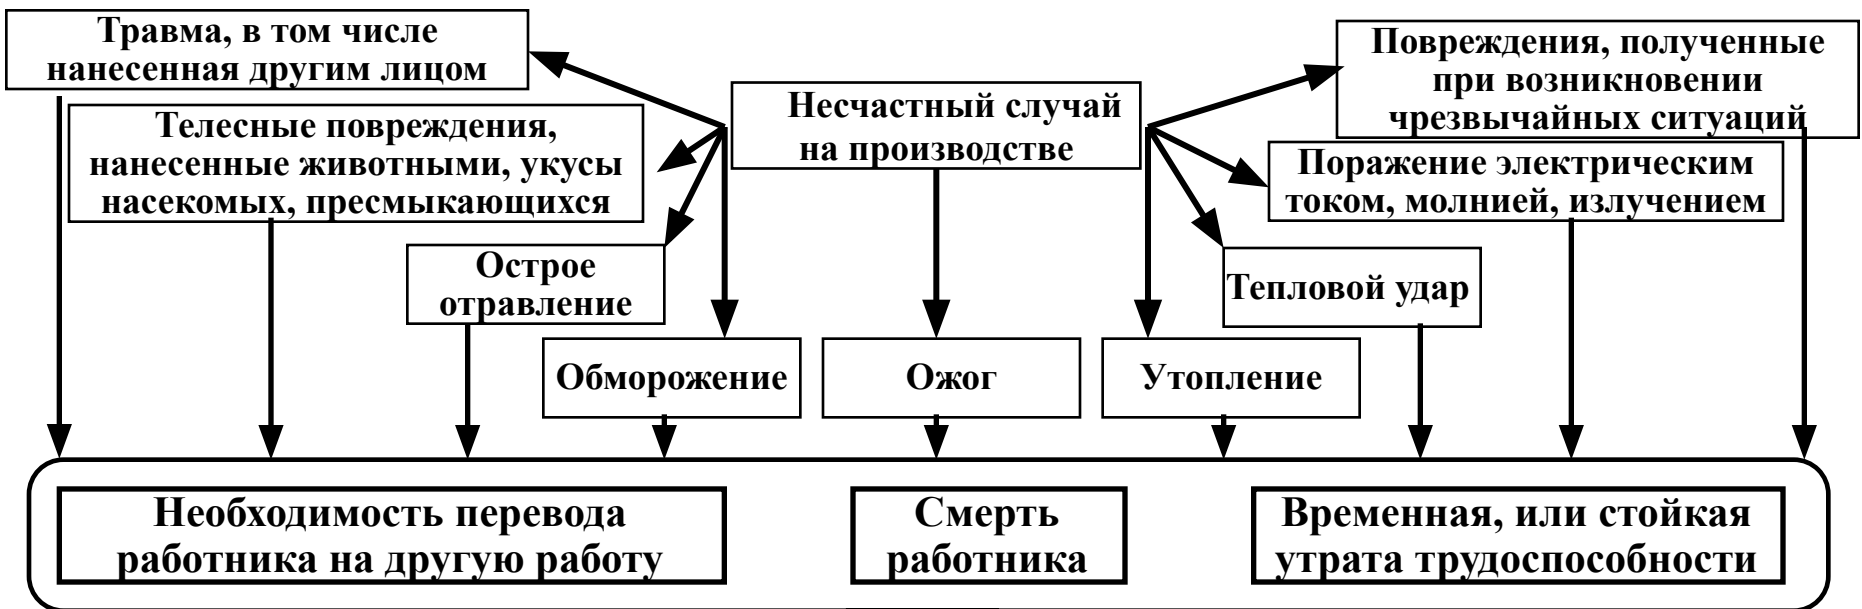 Травма, в том числе
нанесенная другим лицом
Телесные повреждения,
нанесенные животными, укусы
насекомых, пресмыкающихся
Острое
отравление
Обморожение
Несчастный случай
на производстве
Ожог
Утопление
Тепловой удар
Повреждения, полученные
при возникновении
чрезвычайных ситуаций
Поражение электрическим
током, молнией, излучением
Необходимость перевода
работника на другую работу
Смерть
работника
Временная, или стойкая
утрата трудоспособности